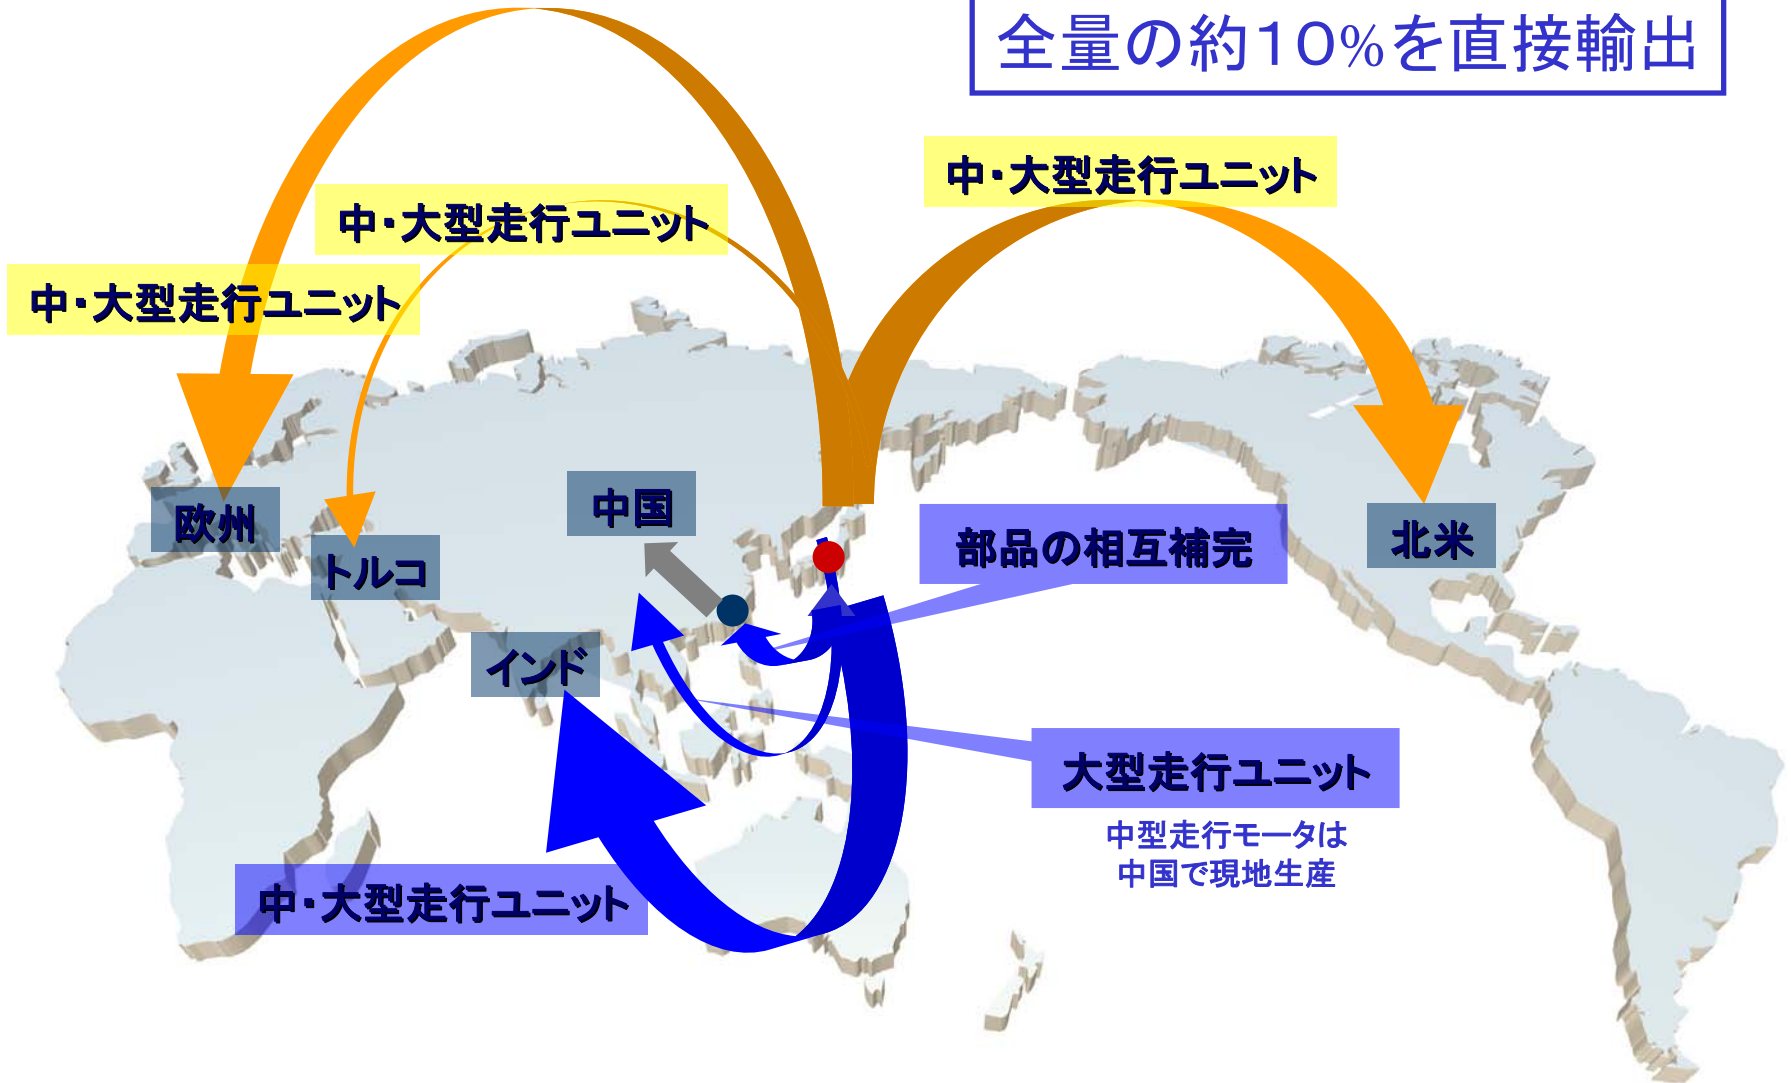 全量の約１０%を直接輸出
中・大型走行ユニット
中・大型走行ユニット
中・大型走行ユニット
中国
欧州
トルコ
部品の相互補完
北米
インド
大型走行ユニット
中型走行モータは
中国で現地生産
中・大型走行ユニット